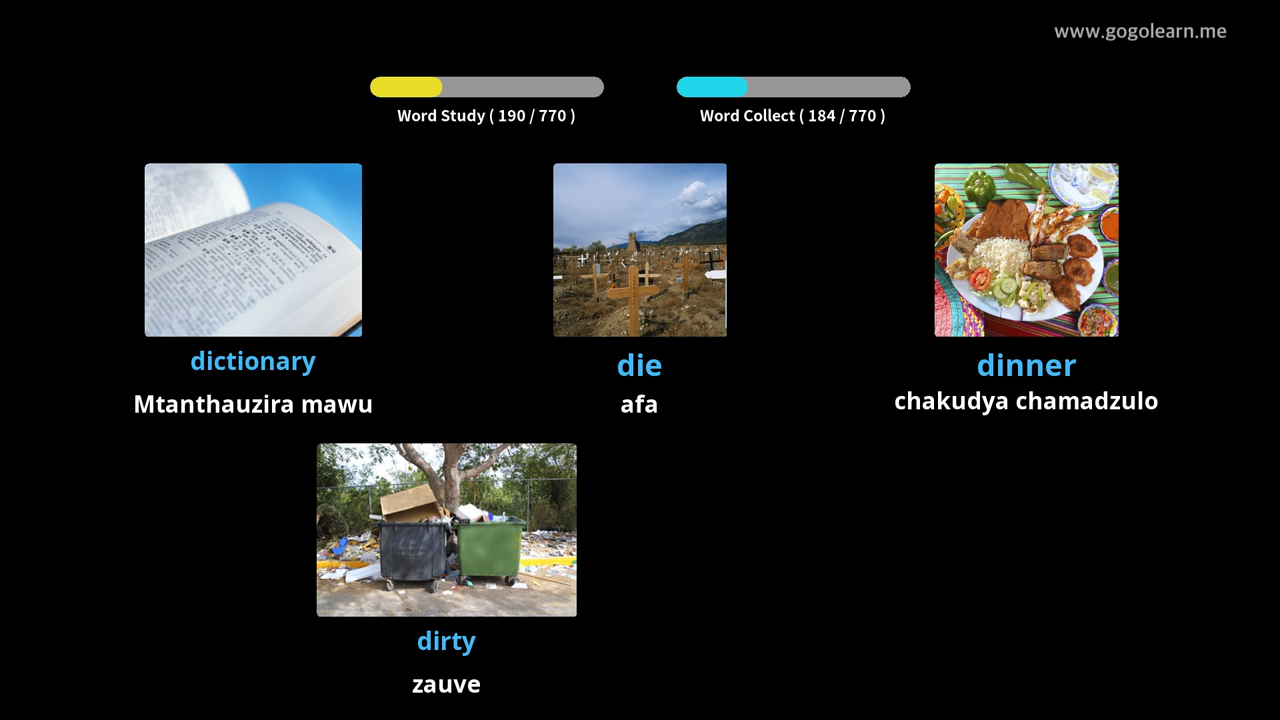 www.gogolearn.me
Word Study ( 190 / 770 )
Word Collect ( 184 / 770 )
dictionary
Mtanthauzira mawu
die
afa
dinner
chakudya chamadzulo
dirty
zauve